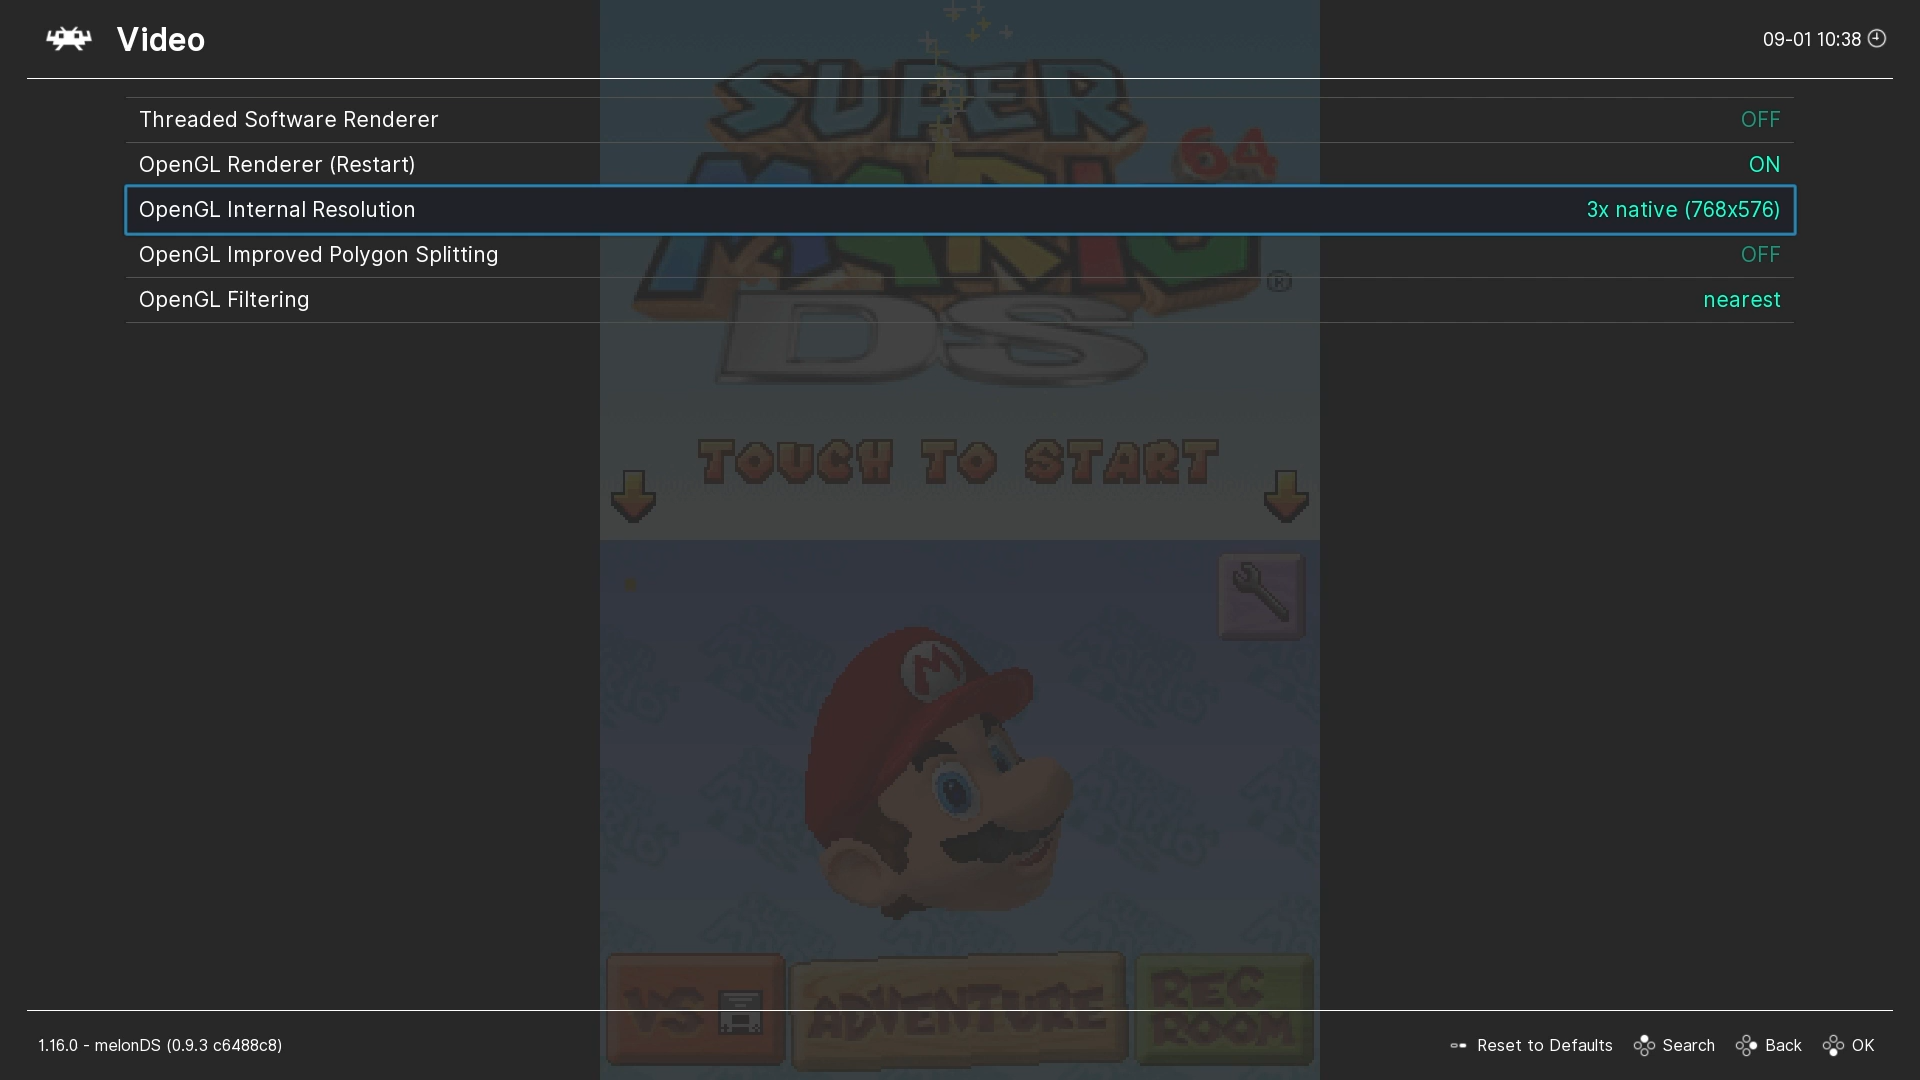 Video
09-01 10:38
Threaded Software Renderer OFF
OpenGL Renderer (Restart) ON
OpenGL Internal Resolution 3x native (768x576)
OpenGL Improved Polygon Splitting OFF
OpenGL Filtering nearest
SUPER
MARIO 64
®
DS
TOUCH TO START
M
VS ADVENTURE REC ROOM
1.16.0 - melonDS (0.9.3 c6488c8)
Reset to Defaults Search Back OK